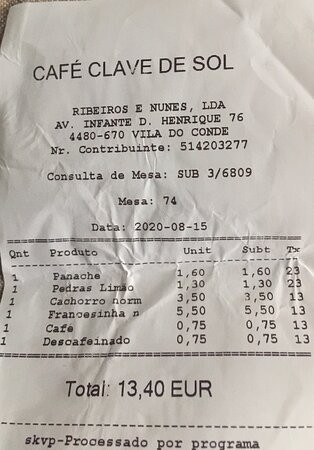 CAFÉ CLAVE DE SOL
RIBEIROS E NUNES, LDA
AV. INFANTE D. HENRIQUE 76
4480-670 VILA DO CONDE
Nr. Contribuinte: 514203277
Consulta de Mesa: SUB 3/6809
Mesa: 74
Data: 2020-08-15
Qnt Produto Unit Subt Tx
1 Panache 1,60 1,60 23
1 Pedras Limão 1,30 1,30 23
1 Cachorro norm 3,50 3,50 13
1 Francesinha n 5,50 5,50 13
1 Café 0,75 0,75 13
1 Descafeinado 0,75 0,75 13
Total: 13,40 EUR
skvp-Processado por programa